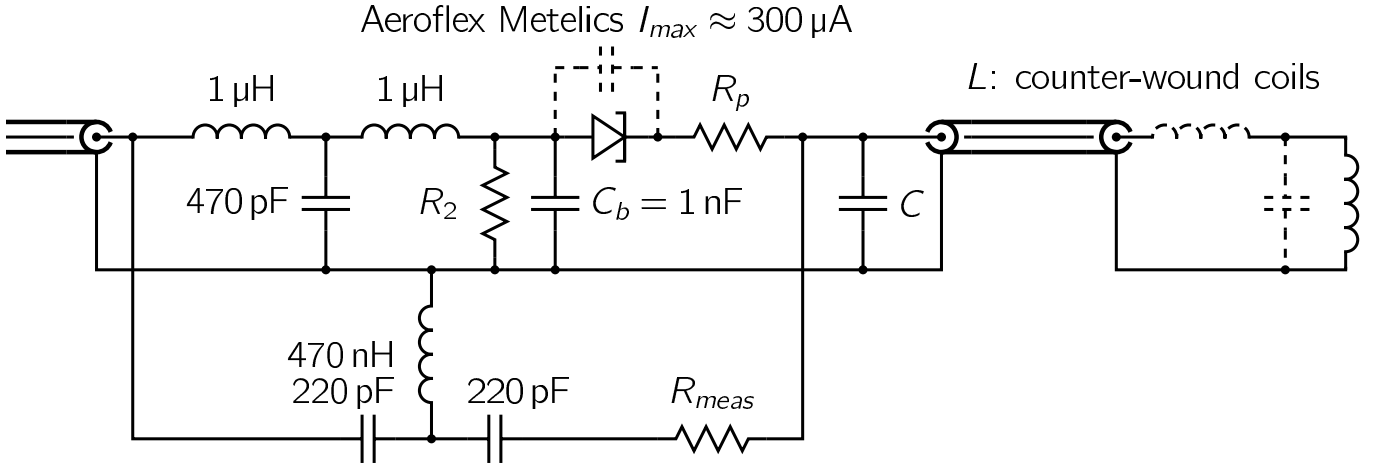 Aeroflex Metelics I_max ≈ 300 µA
1 µH
1 µH
R_p
L: counter-wound coils
470 pF
R_2
C_b = 1 nF
C
470 nH
220 pF
220 pF
R_meas